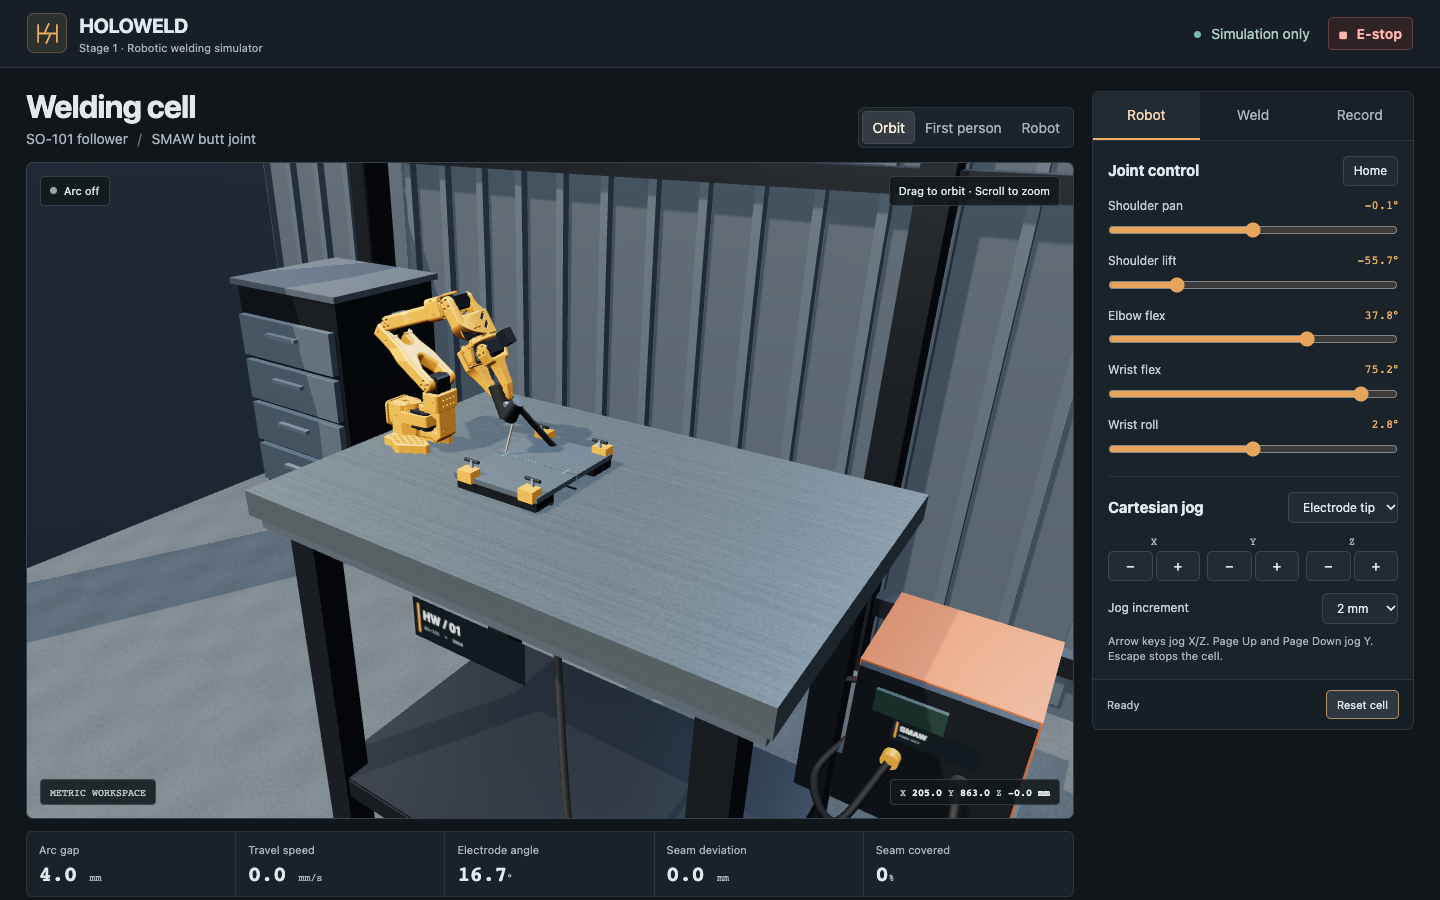 HOLOWELD
Stage 1 · Robotic welding simulator
Simulation only
E-stop
Welding cell
SO-101 follower / SMAW butt joint
Orbit First person Robot
Arc off
Drag to orbit · Scroll to zoom
HW / 01
SMAW
METRIC WORKSPACE
X 205.0 Y 863.0 Z −0.0 mm
Arc gap
4.0 mm
Travel speed
0.0 mm/s
Electrode angle
16.7°
Seam deviation
0.0 mm
Seam covered
0%
Robot Weld Record
Joint control Home
Shoulder pan −0.1°
Shoulder lift −55.7°
Elbow flex 37.8°
Wrist flex 75.2°
Wrist roll 2.8°
Cartesian jog Electrode tip
X Y Z
− + − + − +
Jog increment 2 mm
Arrow keys jog X/Z. Page Up and Page Down jog Y.
Escape stops the cell.
Ready Reset cell